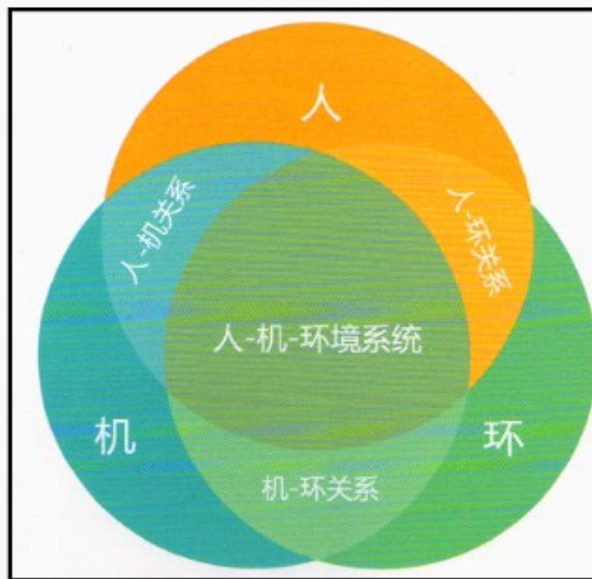 人
人-机关系
人-环关系
人-机-环境系统
机
环
机-环关系